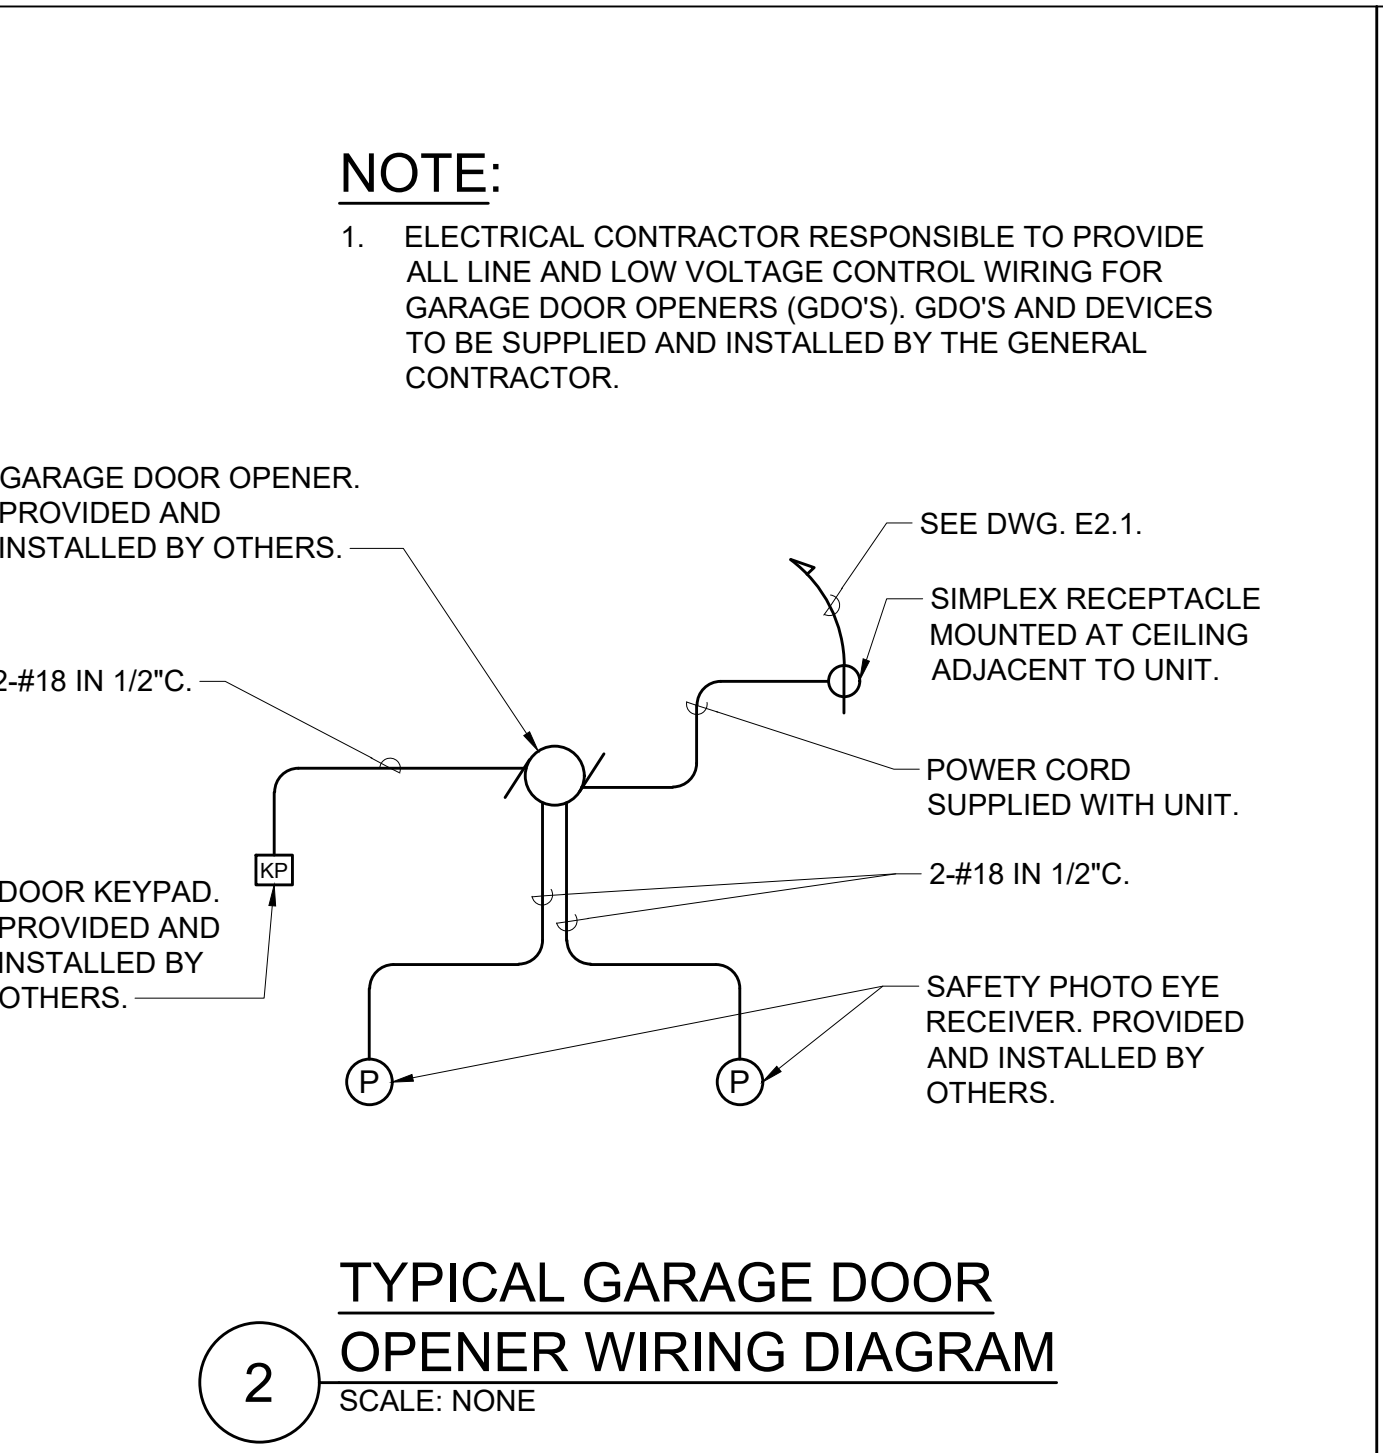 NOTE:
1. ELECTRICAL CONTRACTOR RESPONSIBLE TO PROVIDE
ALL LINE AND LOW VOLTAGE CONTROL WIRING FOR
GARAGE DOOR OPENERS (GDO'S). GDO'S AND DEVICES
TO BE SUPPLIED AND INSTALLED BY THE GENERAL
CONTRACTOR.
GARAGE DOOR OPENER.
PROVIDED AND
INSTALLED BY OTHERS.
SEE DWG. E2.1.
SIMPLEX RECEPTACLE
MOUNTED AT CEILING
ADJACENT TO UNIT.
2-#18 IN 1/2"C.
POWER CORD
SUPPLIED WITH UNIT.
KP
2-#18 IN 1/2"C.
DOOR KEYPAD.
PROVIDED AND
INSTALLED BY
OTHERS.
SAFETY PHOTO EYE
RECEIVER. PROVIDED
AND INSTALLED BY
OTHERS.
P
P
TYPICAL GARAGE DOOR
OPENER WIRING DIAGRAM
2
SCALE: NONE